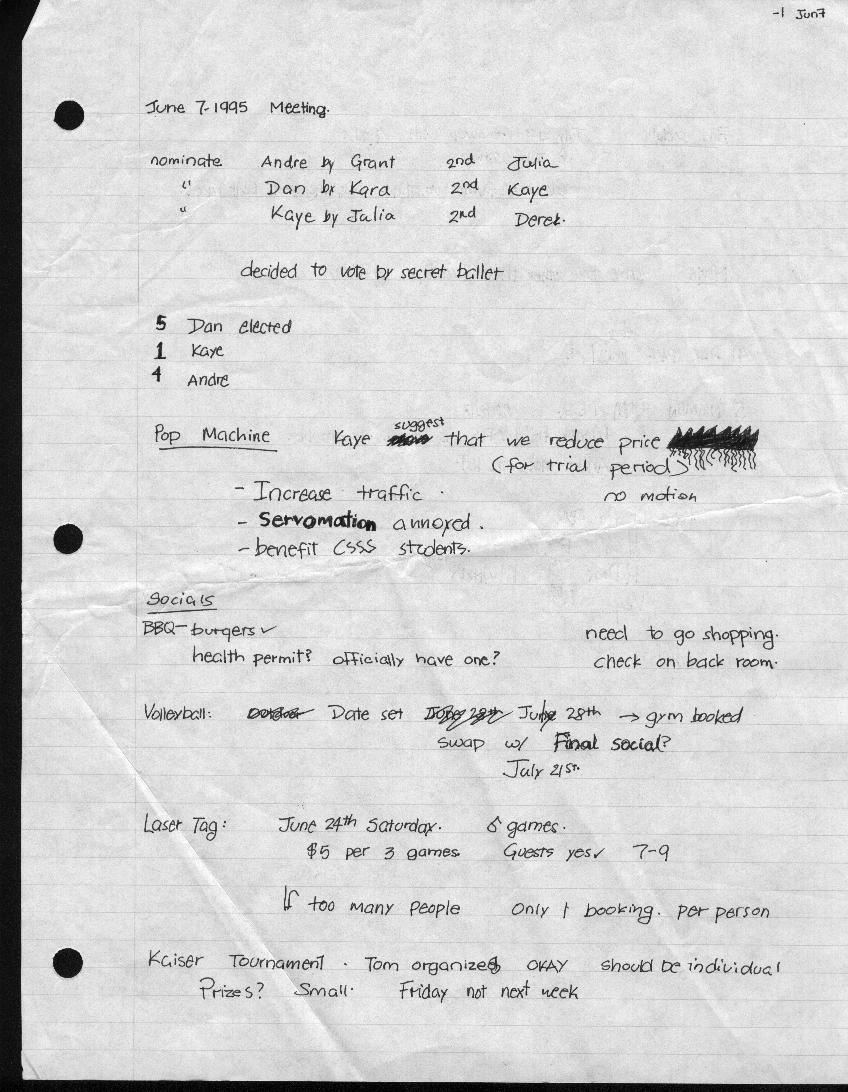 -1 Jun7
June 7-1995 Meeting.
nominate Andre by Grant 2nd Julia
" Dan by Kara 2nd Kaye
" Kaye by Julia 2nd Derek.
decided to vote by secret ballet
5 Dan elected
1 Kaye
4 Andre
Pop Machine Kaye suggest that we reduce price
(for trial period)
- Increase traffic. no motion
- Servomation annoyed.
- benefit CSSS students.
Socials
BBQ- burgers ✓ need to go shopping.
health permit? officially have one? check on back room.
Volleyball: Date set 28th → gym booked
swap w/ Final social?
July 21st.
Laser Tag: June 24th Saturday. games.
$5 per 3 games. Guests yes ✓ 7-9
If too many people Only 1 booking. per person
Kaiser Tournament. Tom organizes OKAY should be individual
Prizes? Small. Friday not next week